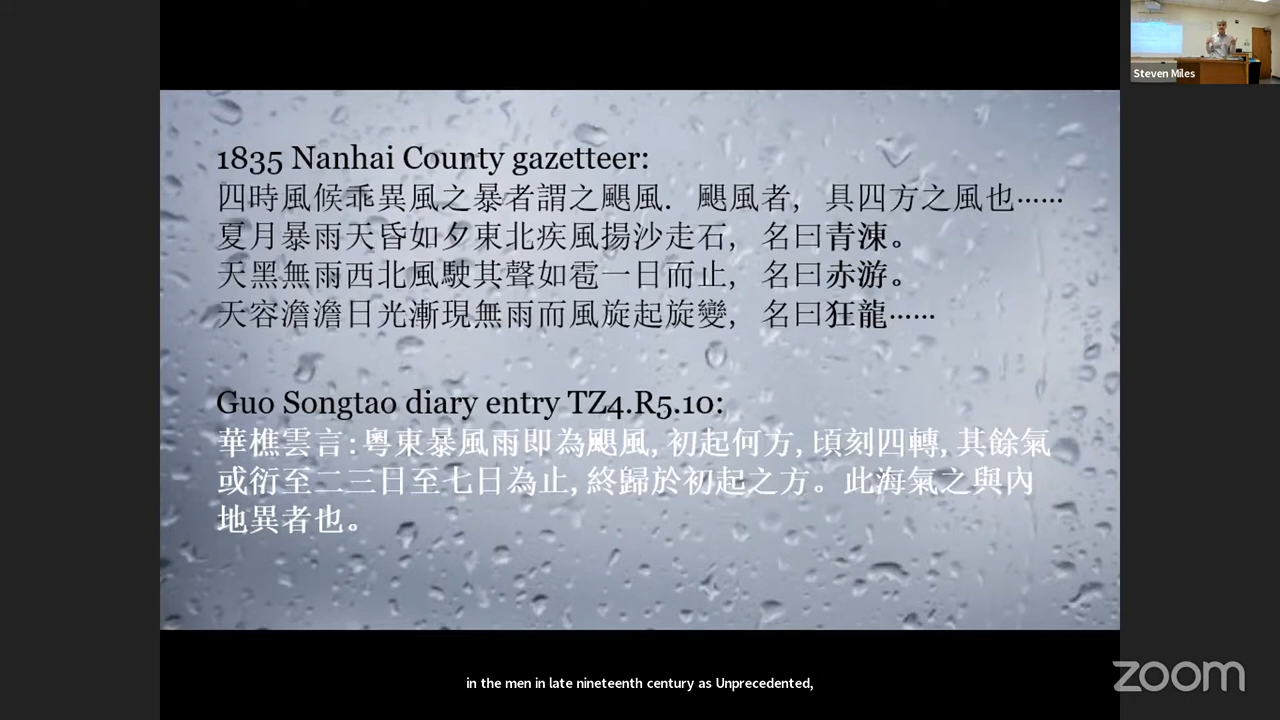 1835 Nanhai County gazetteer:
四時風候乖異風之暴者謂之颶風．颶風者，具四方之風也……
夏月暴雨天昏如夕東北疾風揚沙走石，名曰青涷。
天黑無雨西北風駛其聲如雹一日而止，名曰赤游。
天容澹澹日光漸現無雨而風旋起旋變，名曰狂龍……
Guo Songtao diary entry TZ4.R5.10:
華樵雲言：粵東暴風雨即為颶風，初起何方，頃刻四轉，其餘氣
或衍至二三日至七日為止，終歸於初起之方。此海氣之與內
地異者也。
Steven Miles
in the men in late nineteenth century as Unprecedented,
zoom